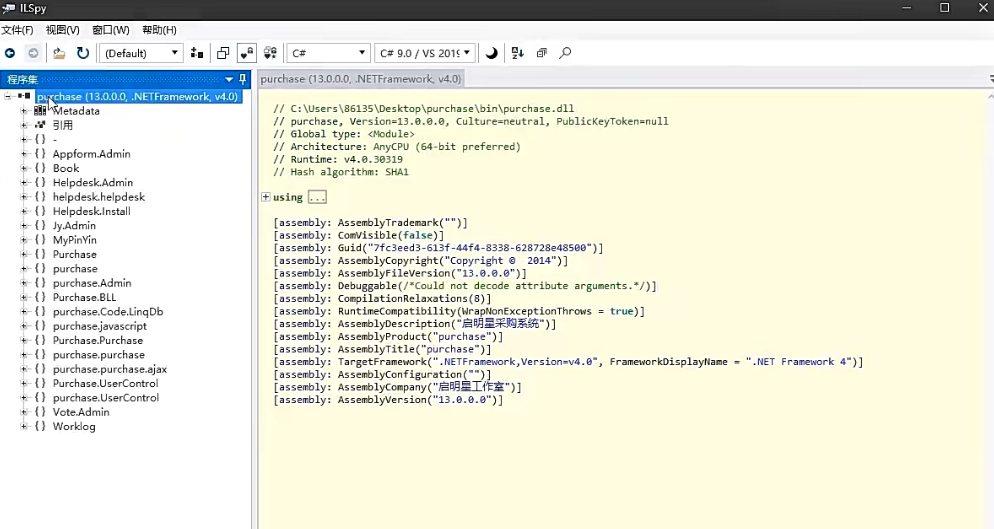 ILSpy
文件(F) 视图(V) 窗口(W) 帮助(H)
(Default) C# C# 9.0 / VS 2019
程序集
purchase (13.0.0.0, .NETFramework, v4.0)
Metadata
引用
{ } -
{ } Appform.Admin
{ } Book
{ } Helpdesk.Admin
{ } helpdesk.helpdesk
{ } Helpdesk.Install
{ } Jy.Admin
{ } MyPinYin
{ } Purchase
{ } purchase
{ } purchase.Admin
{ } Purchase.BLL
{ } purchase.Code.LinqDb
{ } purchase.javascript
{ } Purchase.Purchase
{ } purchase.purchase
{ } purchase.purchase.ajax
{ } Purchase.UserControl
{ } purchase.UserControl
{ } Vote.Admin
{ } Worklog
purchase (13.0.0.0, .NETFramework, v4.0)
// C:\Users\86135\Desktop\purchase\bin\purchase.dll
// purchase, Version=13.0.0.0, Culture=neutral, PublicKeyToken=null
// Global type: <Module>
// Architecture: AnyCPU (64-bit preferred)
// Runtime: v4.0.30319
// Hash algorithm: SHA1
using ...
[assembly: AssemblyTrademark("")]
[assembly: ComVisible(false)]
[assembly: Guid("7fc3eed3-613f-44f4-8338-628728e48500")]
[assembly: AssemblyCopyright("Copyright ©  2014")]
[assembly: AssemblyFileVersion("13.0.0.0")]
[assembly: Debuggable(/*Could not decode attribute arguments.*/)]
[assembly: CompilationRelaxations(8)]
[assembly: RuntimeCompatibility(WrapNonExceptionThrows = true)]
[assembly: AssemblyDescription("启明星采购系统")]
[assembly: AssemblyProduct("purchase")]
[assembly: AssemblyTitle("purchase")]
[assembly: TargetFramework(".NETFramework,Version=v4.0", FrameworkDisplayName = ".NET Framework 4")]
[assembly: AssemblyConfiguration("")]
[assembly: AssemblyCompany("启明星工作室")]
[assembly: AssemblyVersion("13.0.0.0")]